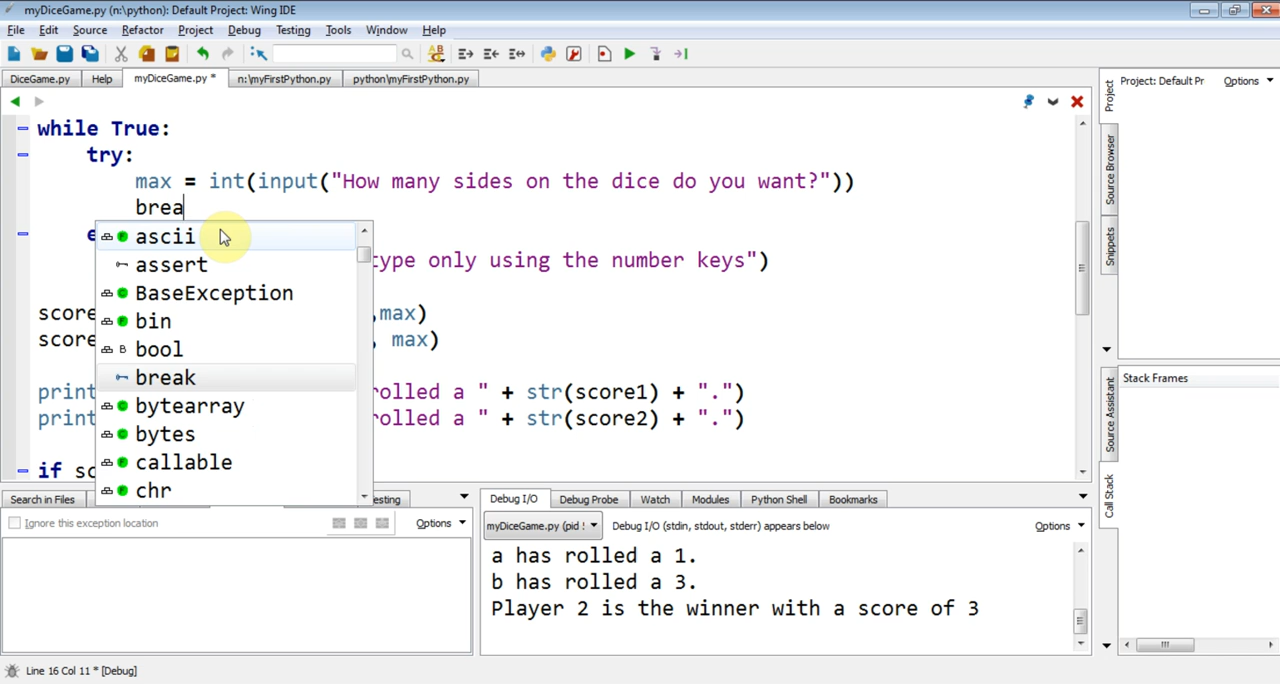 myDiceGame.py (n:\python): Default Project: Wing IDE
File Edit Source Refactor Project Debug Testing Tools Window Help
DiceGame.py Help myDiceGame.py * n:\myFirstPython.py python\myFirstPython.py
Project: Default Pr Options
Project
Source Browser
Snippets
while True:
try:
max = int(input("How many sides on the dice do you want?"))
brea
e
ascii
assert
BaseException
bin
bool
break
bytearray
bytes
callable
chr
type only using the number keys")
score ,max)
score , max)
print rolled a " + str(score1) + ".")
print rolled a " + str(score2) + ".")
if sc
Stack Frames
Source Assistant
Call Stack
Search in Files esting
Debug I/O Debug Probe Watch Modules Python Shell Bookmarks
Ignore this exception location Options
myDiceGame.py (pid ! Debug I/O (stdin, stdout, stderr) appears below Options
a has rolled a 1.
b has rolled a 3.
Player 2 is the winner with a score of 3
Line 16 Col 11 * [Debug]